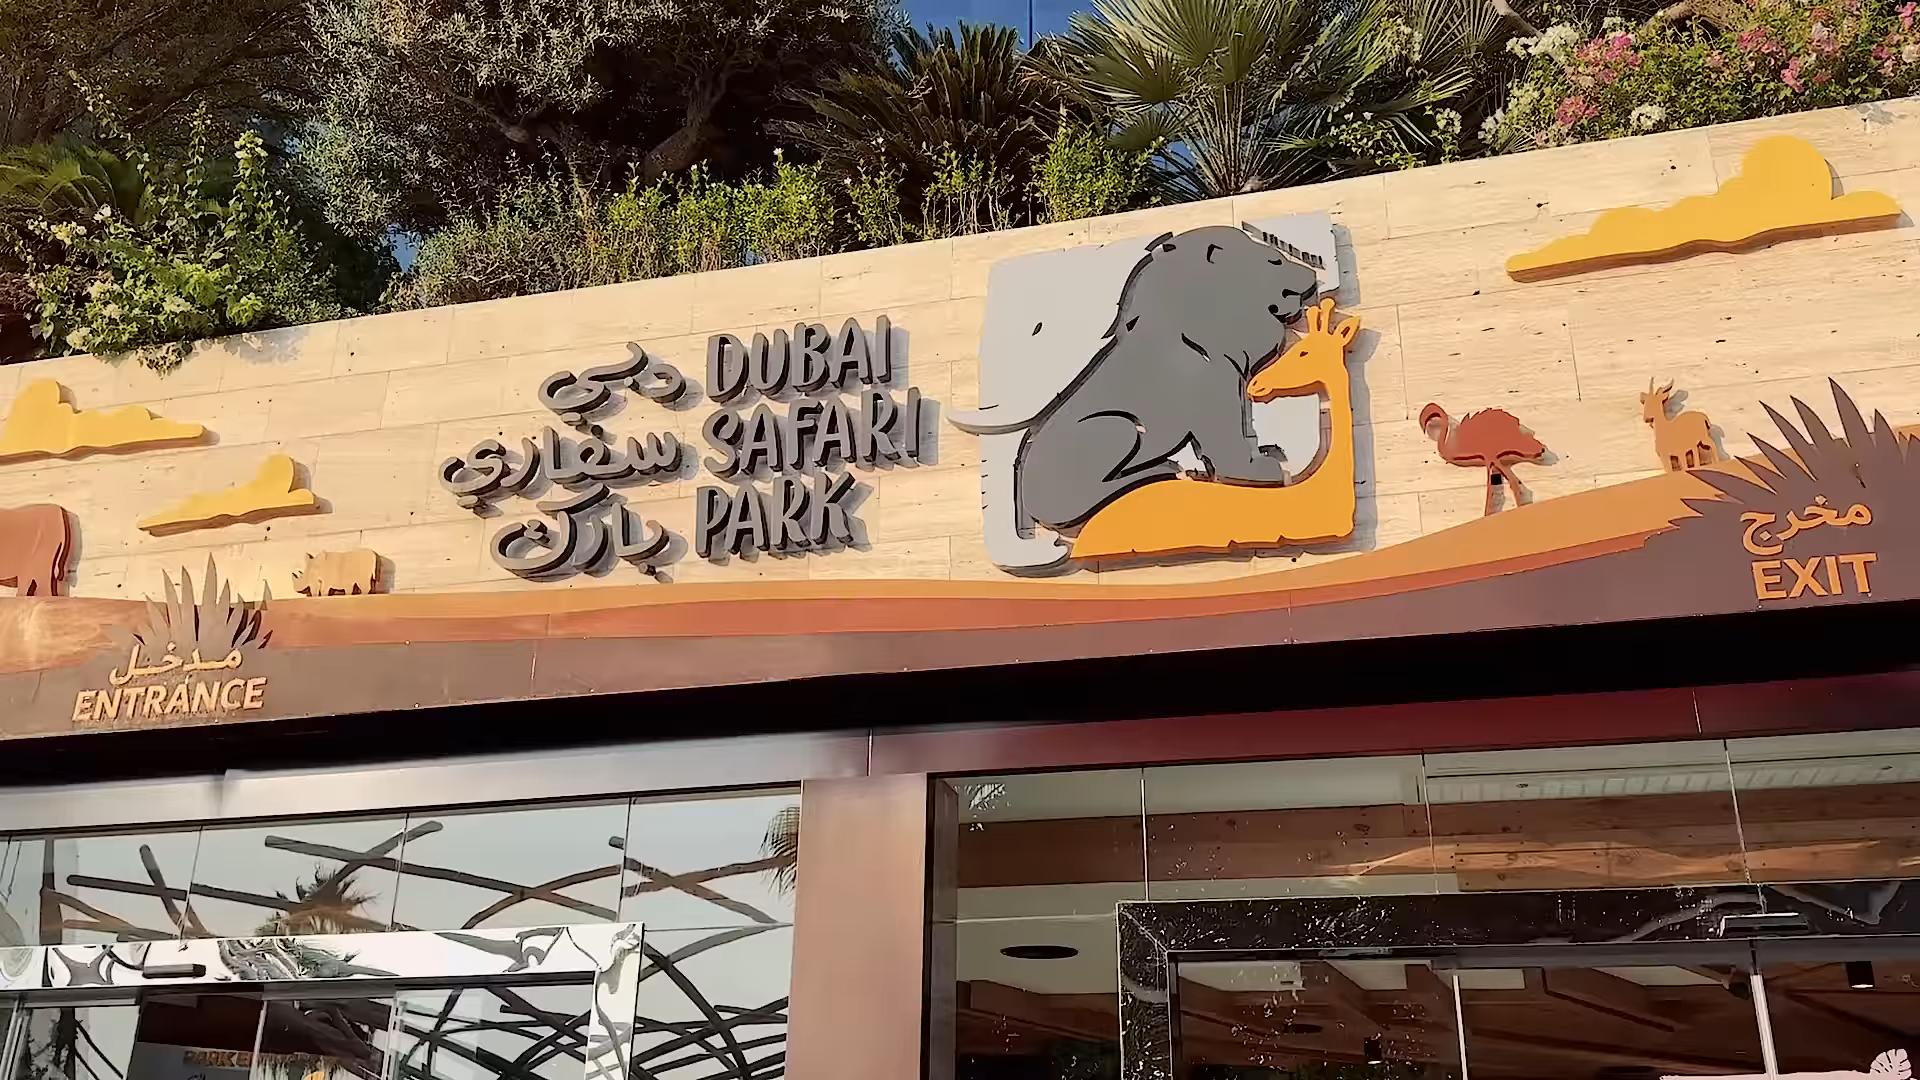 دبي DUBAI
سفاري SAFARI
بارك PARK
مخرج
EXIT
مدخل
ENTRANCE